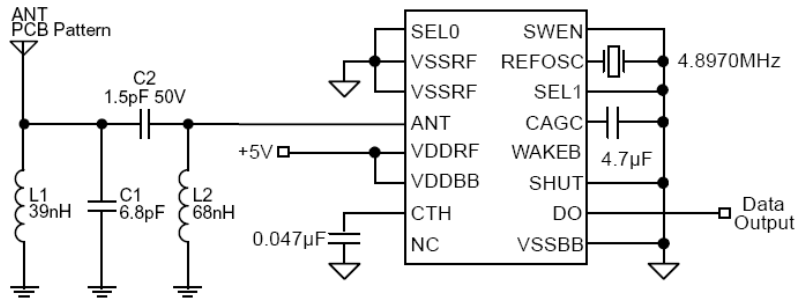 ANT
PCB Pattern
C2
1.5pF 50V
L1
39nH
C1
6.8pF
L2
68nH
+5V
0.047µF
SEL0
VSSRF
VSSRF
ANT
VDDRF
VDDBB
CTH
NC
SWEN
REFOSC
SEL1
CAGC
WAKEB
SHUT
DO
VSSBB
4.8970MHz
4.7µF
Data
Output